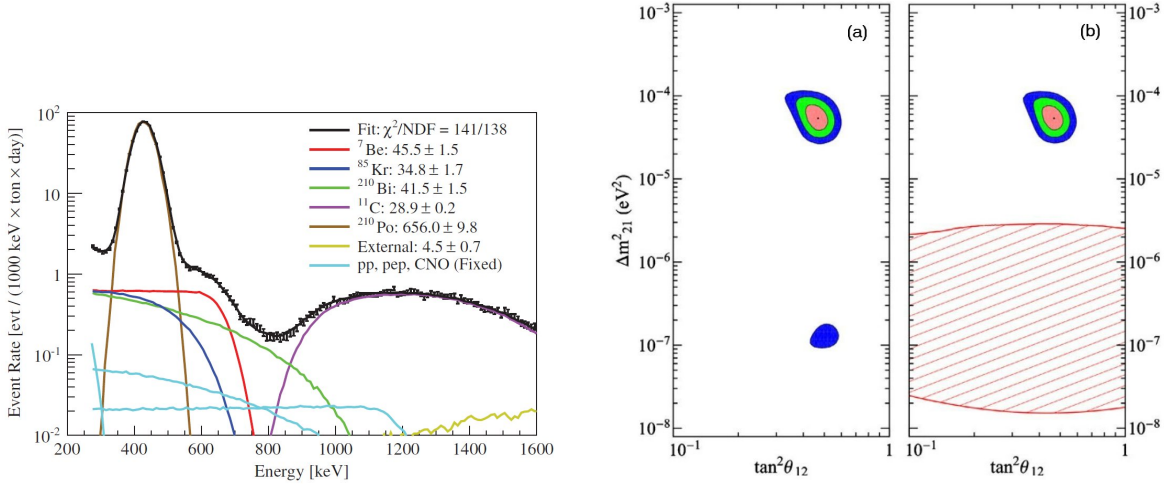 Event Rate [evt / (1000 keV × ton × day)]
10²
10
1
10⁻¹
10⁻²
200 400 600 800 1000 1200 1400 1600
Energy [keV]
Fit: χ²/NDF = 141/138
⁷Be: 45.5 ± 1.5
⁸⁵Kr: 34.8 ± 1.7
²¹⁰Bi: 41.5 ± 1.5
¹¹C: 28.9 ± 0.2
²¹⁰Po: 656.0 ± 9.8
External: 4.5 ± 0.7
pp, pep, CNO (Fixed)
Δm²₂₁ (eV²)
10⁻³
10⁻⁴
10⁻⁵
10⁻⁶
10⁻⁷
10⁻⁸
(a)
10⁻¹ 1
tan²θ₁₂
(b)
10⁻¹ 1
tan²θ₁₂
10⁻³
10⁻⁴
10⁻⁵
10⁻⁶
10⁻⁷
10⁻⁸